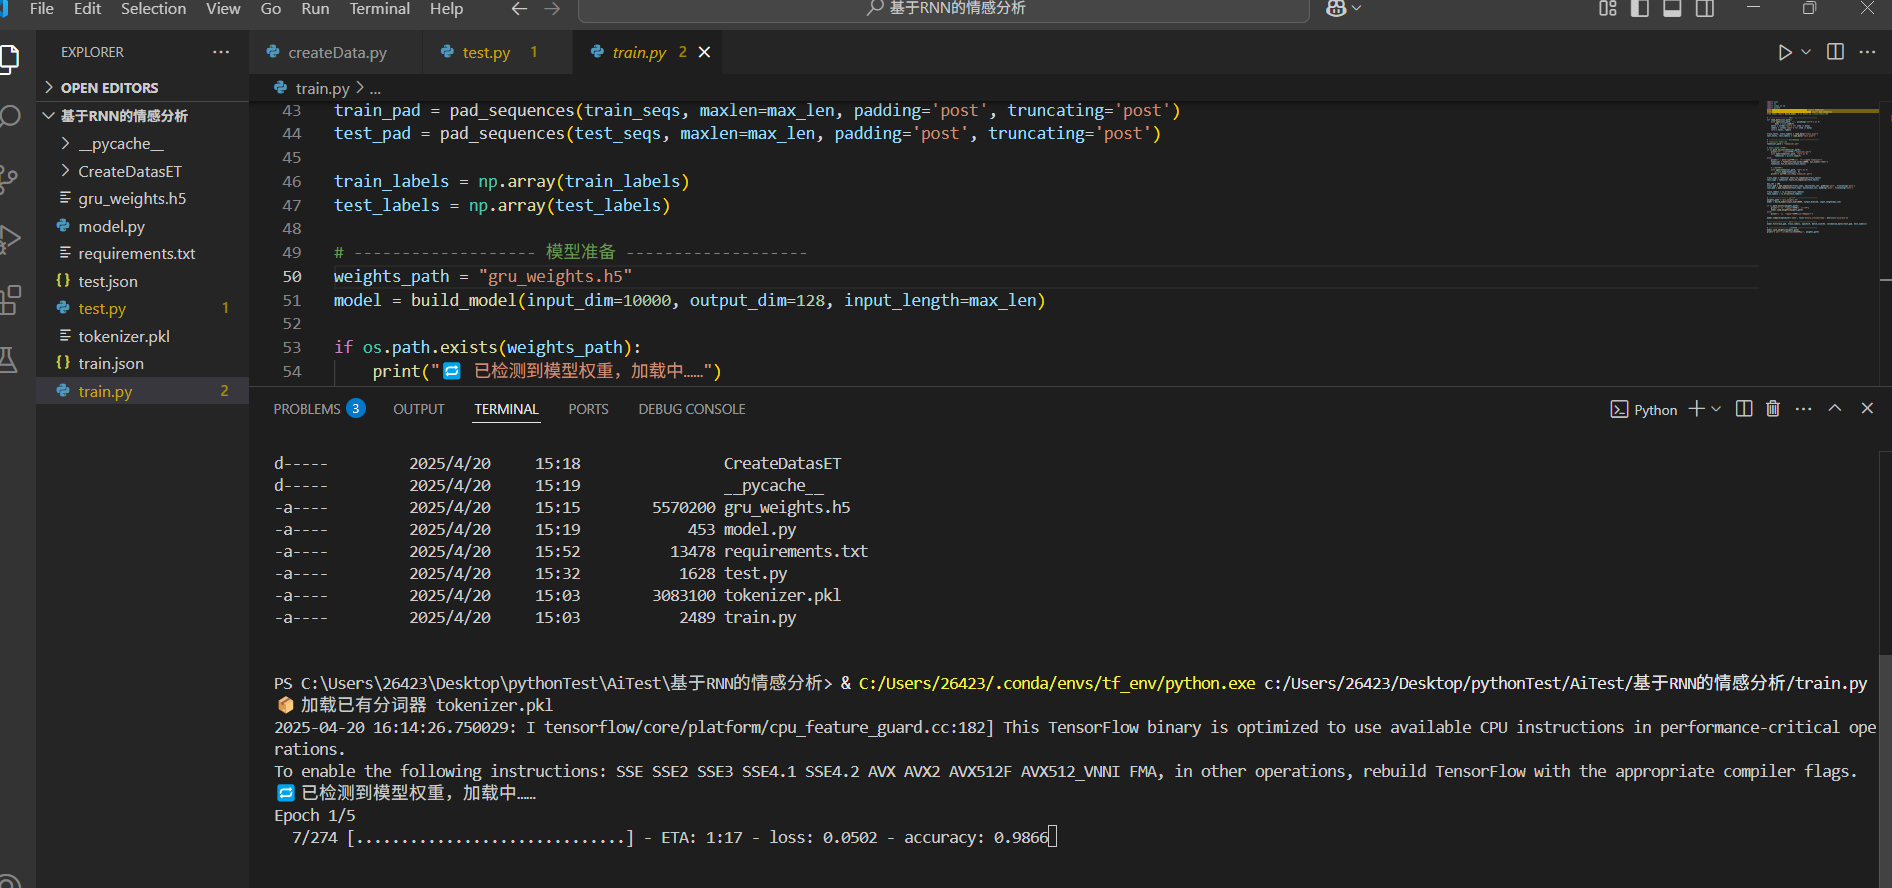 File Edit Selection View Go Run Terminal Help
基于RNN的情感分析
EXPLORER
OPEN EDITORS
基于RNN的情感分析
__pycache__
CreateDatasET
gru_weights.h5
model.py
requirements.txt
test.json
test.py 1
tokenizer.pkl
train.json
train.py 2
createData.py
test.py 1
train.py 2
train.py > ...
43 train_pad = pad_sequences(train_seqs, maxlen=max_len, padding='post', truncating='post')
44 test_pad = pad_sequences(test_seqs, maxlen=max_len, padding='post', truncating='post')
45
46 train_labels = np.array(train_labels)
47 test_labels = np.array(test_labels)
48
49 # ------------------- 模型准备 -------------------
50 weights_path = "gru_weights.h5"
51 model = build_model(input_dim=10000, output_dim=128, input_length=max_len)
52
53 if os.path.exists(weights_path):
54 print("🔁 已检测到模型权重，加载中……")
PROBLEMS 3 OUTPUT TERMINAL PORTS DEBUG CONSOLE
Python
d----- 2025/4/20 15:18 CreateDatasET
d----- 2025/4/20 15:19 __pycache__
-a---- 2025/4/20 15:15 5570200 gru_weights.h5
-a---- 2025/4/20 15:19 453 model.py
-a---- 2025/4/20 15:52 13478 requirements.txt
-a---- 2025/4/20 15:32 1628 test.py
-a---- 2025/4/20 15:03 3083100 tokenizer.pkl
-a---- 2025/4/20 15:03 2489 train.py
PS C:\Users\26423\Desktop\pythonTest\AiTest\基于RNN的情感分析> & C:/Users/26423/.conda/envs/tf_env/python.exe c:/Users/26423/Desktop/pythonTest/AiTest/基于RNN的情感分析/train.py
📦 加载已有分词器 tokenizer.pkl
2025-04-20 16:14:26.750029: I tensorflow/core/platform/cpu_feature_guard.cc:182] This TensorFlow binary is optimized to use available CPU instructions in performance-critical ope
rations.
To enable the following instructions: SSE SSE2 SSE3 SSE4.1 SSE4.2 AVX AVX2 AVX512F AVX512_VNNI FMA, in other operations, rebuild TensorFlow with the appropriate compiler flags.
🔁 已检测到模型权重，加载中……
Epoch 1/5
7/274 [..............................] - ETA: 1:17 - loss: 0.0502 - accuracy: 0.9866